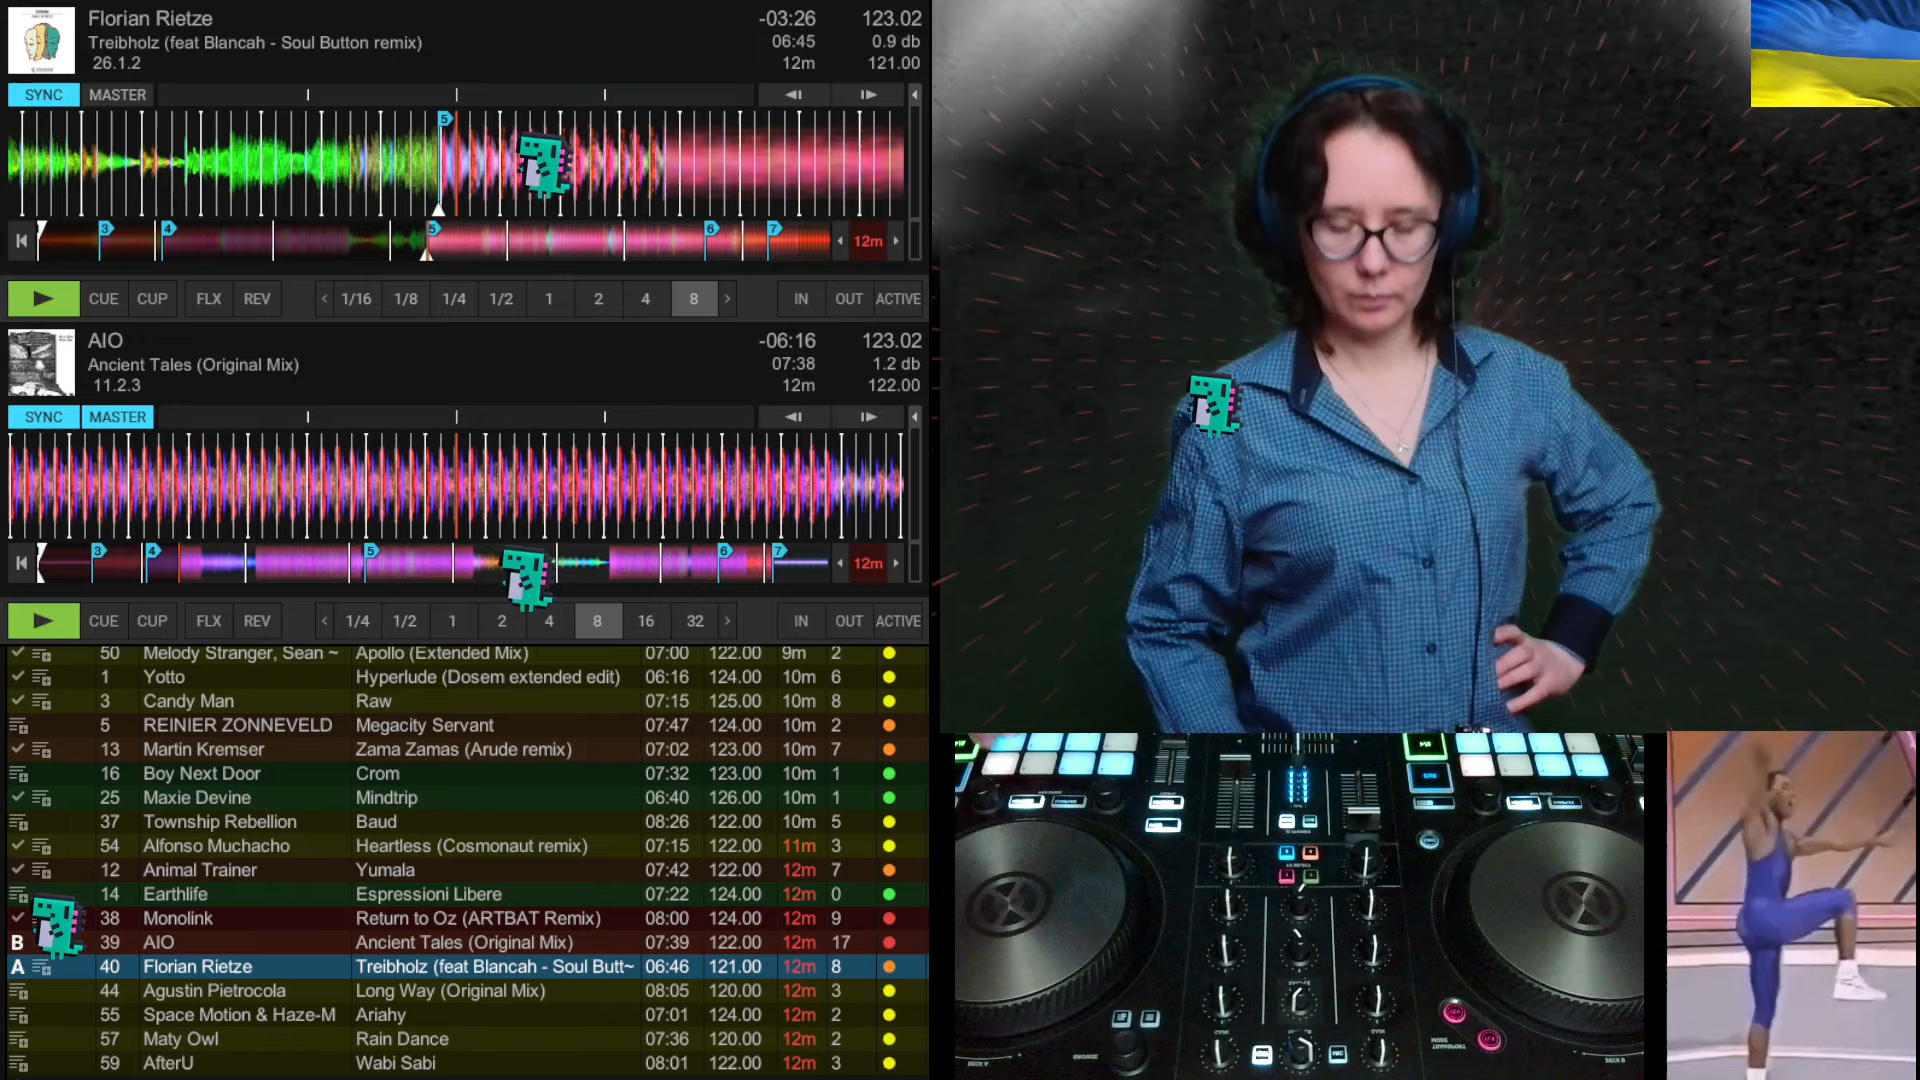 Florian Rietze -03:26 123.02
Treibholz (feat Blancah - Soul Button remix) 06:45 0.9 db
26.1.2 12m 121.00
SYNC MASTER
5
3 4 5 6 7 12m
CUE CUP FLX REV 1/16 1/8 1/4 1/2 1 2 4 8 IN OUT ACTIVE
AIO -06:16 123.02
Ancient Tales (Original Mix) 07:38 1.2 db
11.2.3 12m 122.00
SYNC MASTER
3 4 5 6 7 12m
CUE CUP FLX REV 1/4 1/2 1 2 4 8 16 32 IN OUT ACTIVE
50 Melody Stranger, Sean ~ Apollo (Extended Mix) 07:00 122.00 9m 2
1 Yotto Hyperlude (Dosem extended edit) 06:16 124.00 10m 6
3 Candy Man Raw 07:15 125.00 10m 8
5 REINIER ZONNEVELD Megacity Servant 07:47 124.00 10m 2
13 Martin Kremser Zama Zamas (Arude remix) 07:02 123.00 10m 7
16 Boy Next Door Crom 07:32 123.00 10m 1
25 Maxie Devine Mindtrip 06:40 126.00 10m 1
37 Township Rebellion Baud 08:26 122.00 10m 5
54 Alfonso Muchacho Heartless (Cosmonaut remix) 07:15 122.00 11m 3
12 Animal Trainer Yumala 07:42 122.00 12m 7
14 Earthlife Espressioni Libere 07:22 124.00 12m 0
38 Monolink Return to Oz (ARTBAT Remix) 08:00 124.00 12m 9
B 39 AIO Ancient Tales (Original Mix) 07:39 122.00 12m 17
A 40 Florian Rietze Treibholz (feat Blancah - Soul Butt~ 06:46 121.00 12m 8
44 Agustin Pietrocola Long Way (Original Mix) 08:05 120.00 12m 3
55 Space Motion & Haze-M Ariahy 07:01 124.00 12m 2
57 Maty Owl Rain Dance 07:36 120.00 12m 2
59 AfterU Wabi Sabi 08:01 122.00 12m 3
DECK A
DECK B